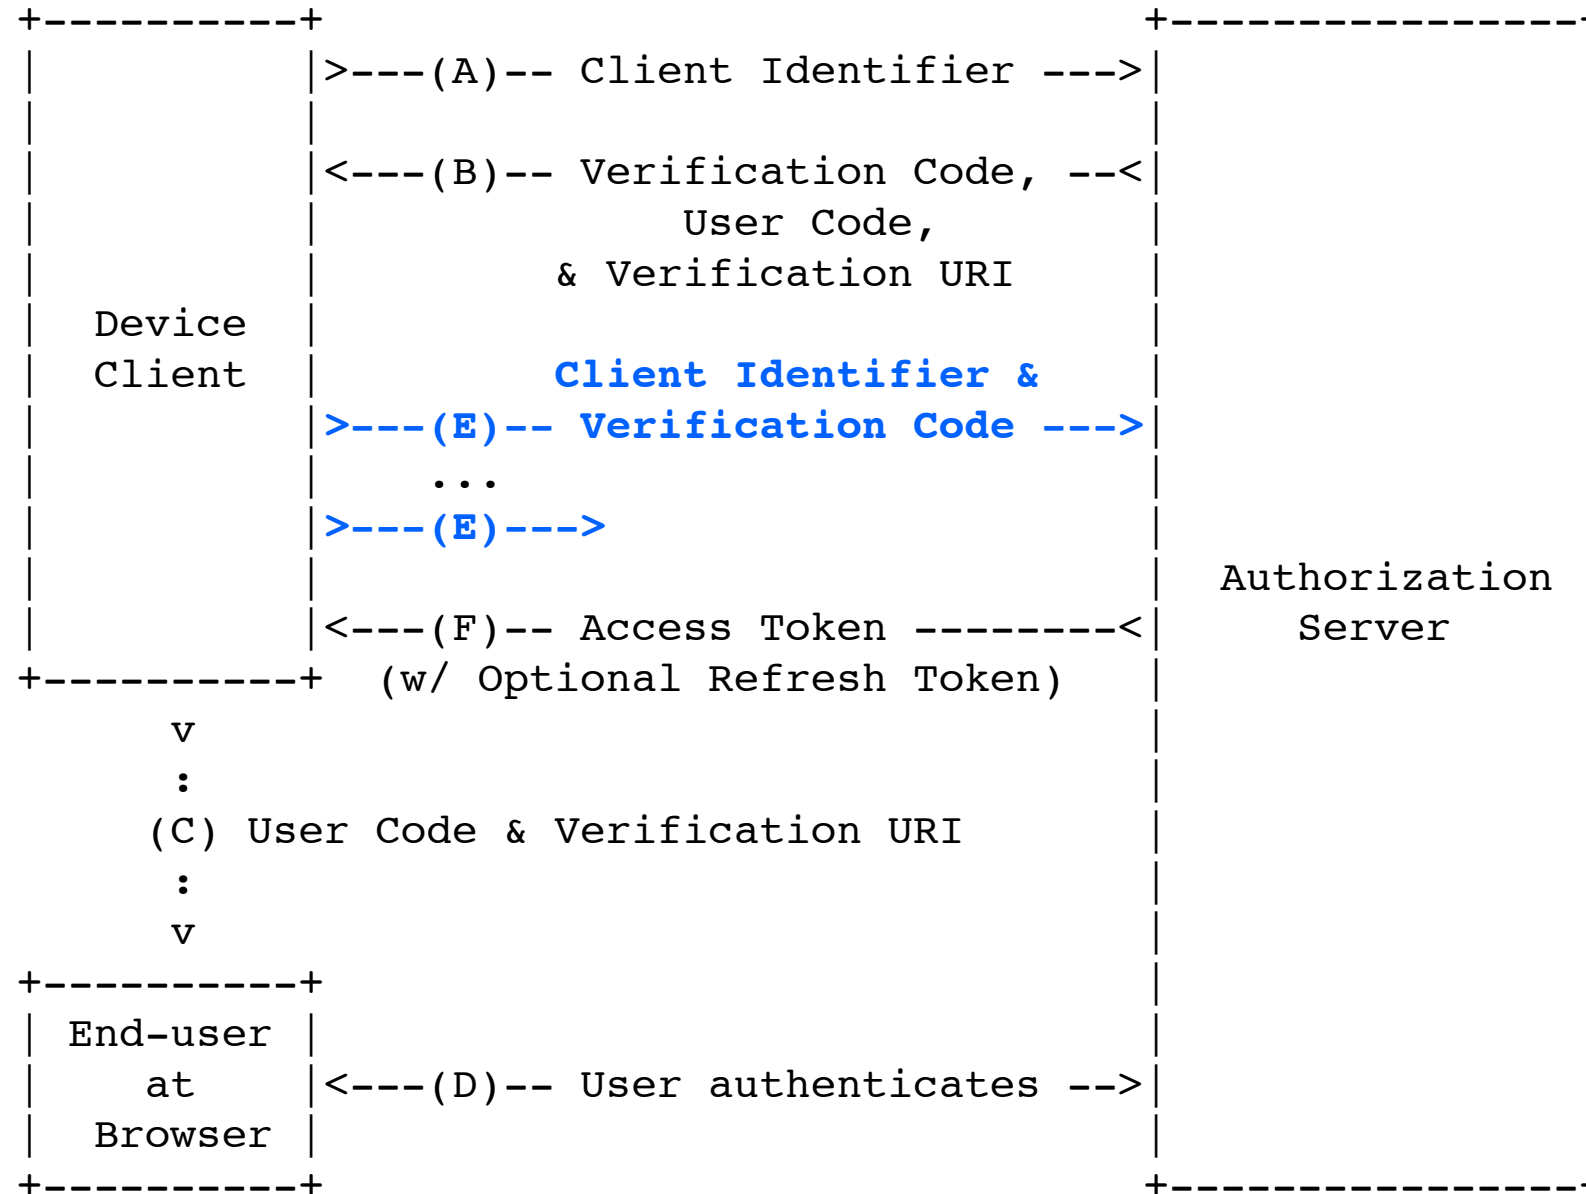 +----------+                                +----------------
|          |>---(A)-- Client Identifier --->|
|          |                                |
|          |<---(B)-- Verification Code, --<|
|          |              User Code,        |
|          |         & Verification URI     |
|  Device  |                                |
|  Client  |         Client Identifier &    |
|          |>---(E)-- Verification Code --->|
|          |    ...                         |
|          |>---(E)--->                     |
|          |                                |  Authorization
|          |<---(F)-- Access Token --------<|     Server
+----------+  (w/ Optional Refresh Token)   |
      v                                     |
      :                                     |
     (C) User Code & Verification URI       |
      :                                     |
      v                                     |
+----------+                                |
| End-user |                                |
|    at    |<---(D)-- User authenticates -->|
|  Browser |                                |
+----------+                                +----------------